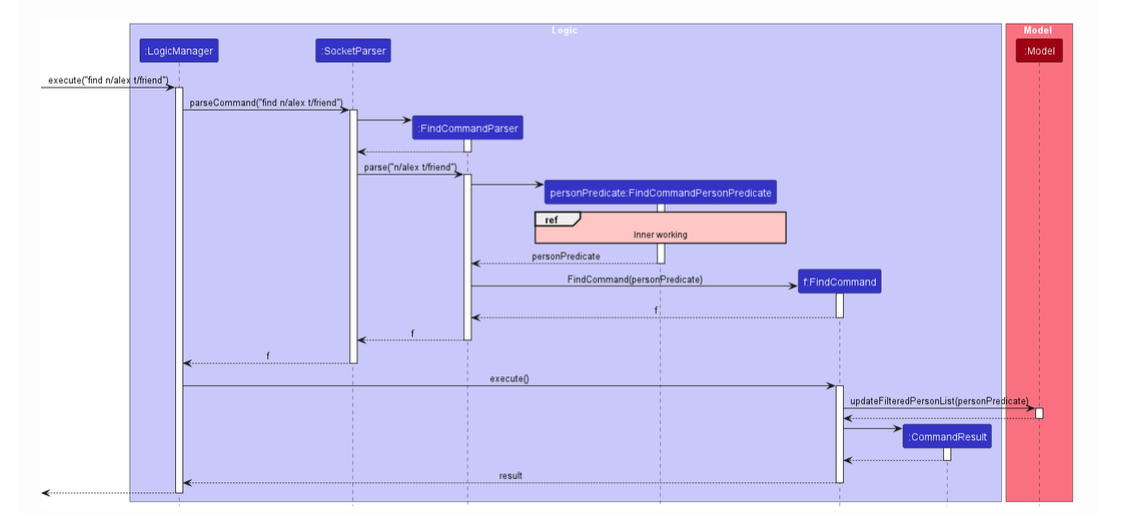 Logic
Model
:LogicManager
:SocketParser
:Model
execute("find n/alex t/friend")
parseCommand("find n/alex t/friend")
:FindCommandParser
parse("n/alex t/friend")
personPredicate:FindCommandPersonPredicate
ref
Inner working
personPredicate
FindCommand(personPredicate)
f:FindCommand
f
f
f
execute()
updateFilteredPersonList(personPredicate)
:CommandResult
result